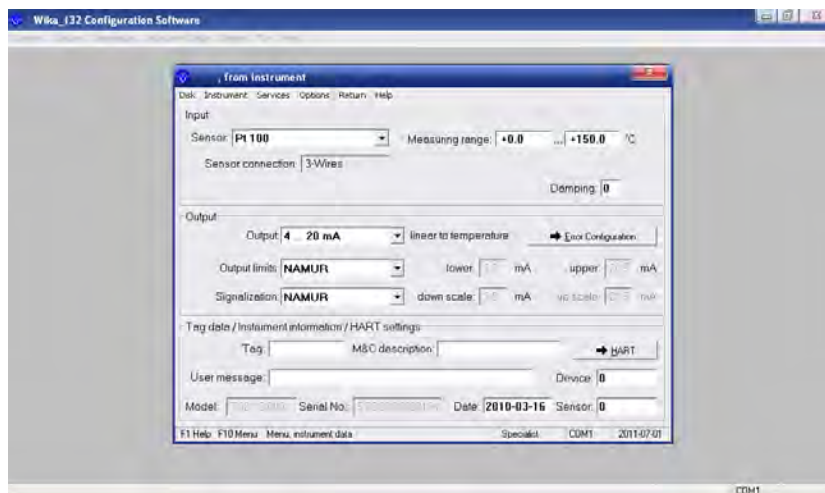 Wika_T32 Configuration Software
, from Instrument
Disk Instrument Services Options Return Help
Input
Sensor: Pt 100 Measuring range: +0.0 ... +150.0 °C
Sensor connection: 3-Wires
Damping: 0
Output
Output: 4 ... 20 mA linear to temperature Error Configuration
Output limits: NAMUR lower: mA upper: mA
Signalization: NAMUR down scale: mA up scale: mA
Tag data / Instrument information / HART settings
Tag: M&C description: HART
User message: Device: 0
Model: Serial No.: Date: 2010-03-16 Sensor: 0
F1 Help F10 Menu Menu, instrument data Specialist COM1 2011-07-01
COM1